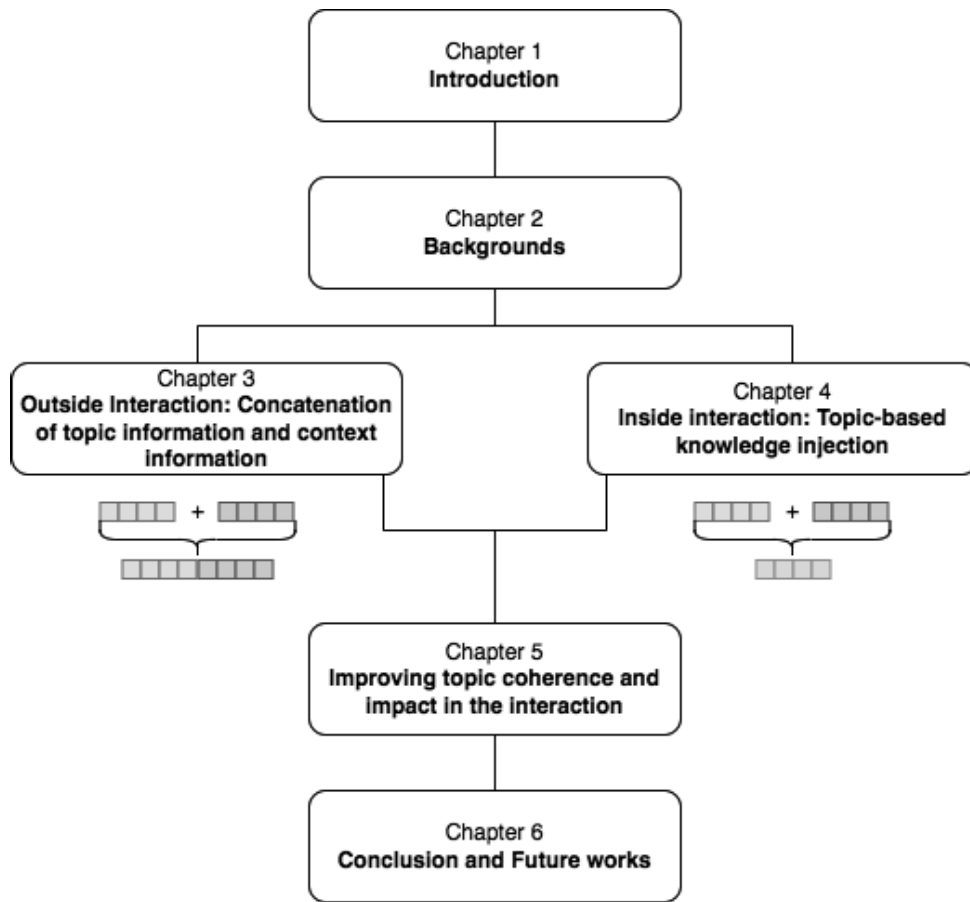 Chapter 1
Introduction
Chapter 2
Backgrounds
Chapter 3
Outside Interaction: Concatenation
of topic information and context
information
Chapter 4
Inside interaction: Topic-based
knowledge injection
+
+
Chapter 5
Improving topic coherence and
impact in the interaction
Chapter 6
Conclusion and Future works